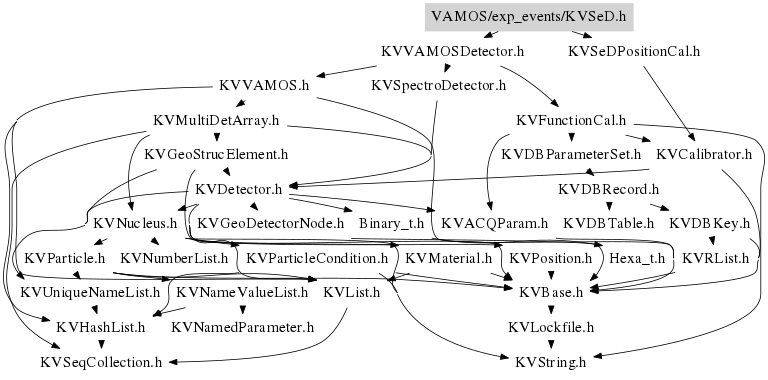 VAMOS/exp_events/KVSeD.h
KVVAMOSDetector.h KVSeDPositionCal.h
KVVAMOS.h KVSpectroDetector.h
KVMultiDetArray.h KVFunctionCal.h
KVGeoStrucElement.h KVDBParameterSet.h KVCalibrator.h
KVDetector.h KVDBRecord.h
KVNucleus.h KVGeoDetectorNode.h Binary_t.h KVACQParam.h KVDBTable.h KVDBKey.h
KVParticle.h KVNumberList.h KVParticleCondition.h KVMaterial.h KVPosition.h Hexa_t.h KVRList.h
KVUniqueNameList.h KVNameValueList.h KVList.h KVBase.h
KVHashList.h KVNamedParameter.h KVLockfile.h
KVSeqCollection.h KVString.h